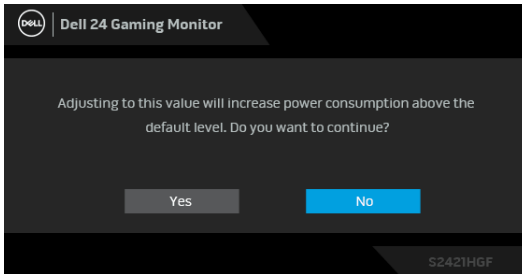 DELL
Dell 24 Gaming Monitor
Adjusting to this value will increase power consumption above the
default level. Do you want to continue?
Yes
No
S2421HGF